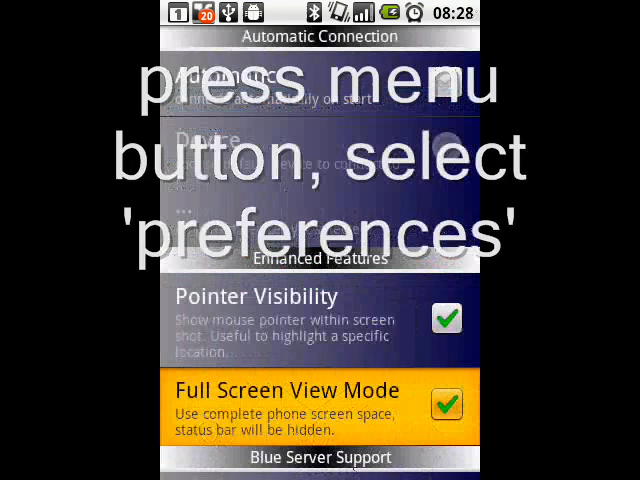 1 20 08:28
Automatic Connection
Automatic
press menu
Device
button, select
...
'preferences'
Enhanced Features
Pointer Visibility
Show mouse pointer within screen
shot. Useful to highlight a specific
location.
Full Screen View Mode
Use complete phone screen space,
status bar will be hidden.
Blue Server Support